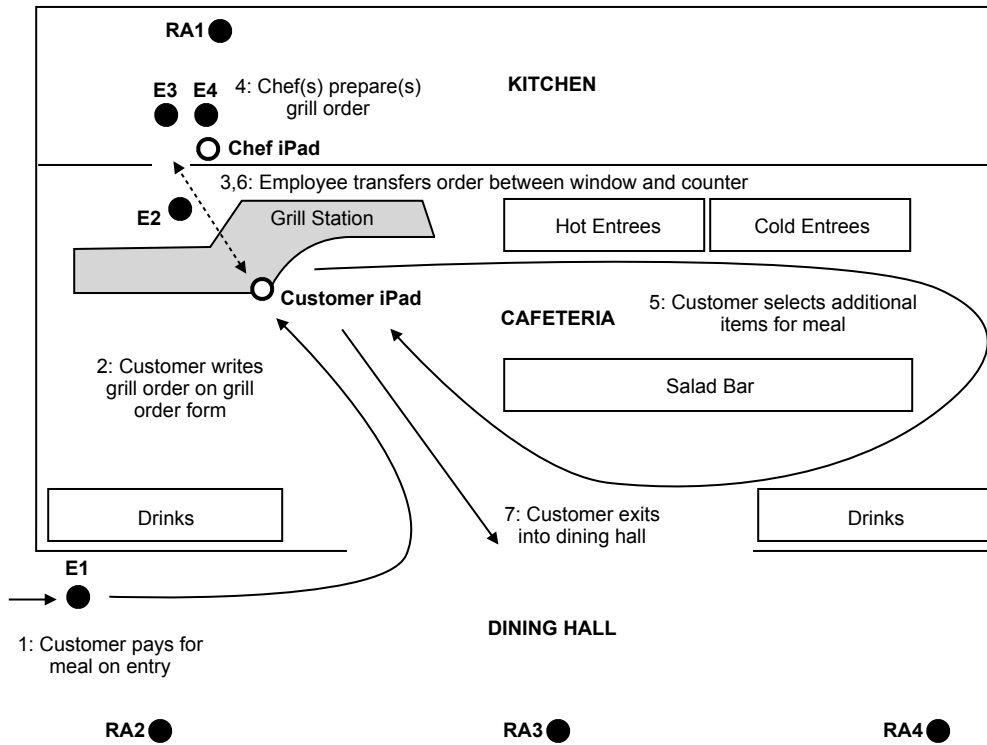 RA1
E3 E4
4: Chef(s) prepare(s)
grill order
KITCHEN
Chef iPad
3,6: Employee transfers order between window and counter
E2
Grill Station
Hot Entrees
Cold Entrees
Customer iPad
CAFETERIA
5: Customer selects additional
items for meal
2: Customer writes
grill order on grill
order form
Salad Bar
Drinks
7: Customer exits
into dining hall
Drinks
E1
DINING HALL
1: Customer pays for
meal on entry
RA2
RA3
RA4